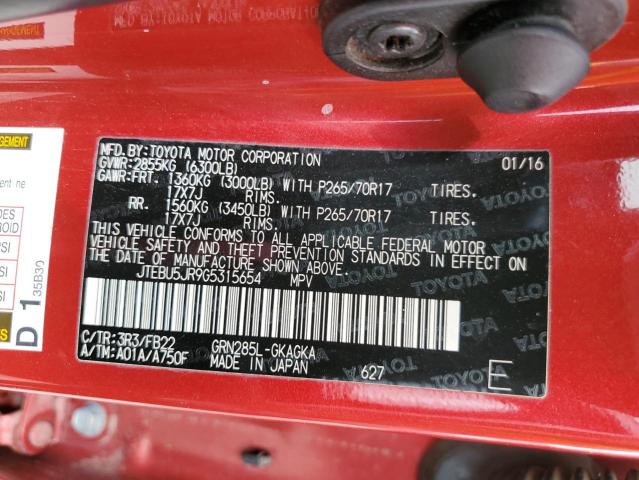 MFD.BY:TOYOTA MOTOR CORPORATION 01/16
GVWR:2855KG (6300LB)
GAWR:FRT. 1360KG (3000LB) WITH P265/70R17 TIRES.
17X7J RIMS.
RR. 1560KG (3450LB) WITH P265/70R17 TIRES.
17X7J RIMS.
THIS VEHICLE CONFORMS TO ALL APPLICABLE FEDERAL MOTOR
VEHICLE SAFETY AND THEFT PREVENTION STANDARDS IN EFFECT ON
THE DATE OF MANUFACTURE SHOWN ABOVE.
JTEBU5JR9G5315654 MPV
C/TR:3R3/FB22 GRN285L-GKAGKA
A/TM:A01A/A750F MADE IN JAPAN 627 E
D1
35B30